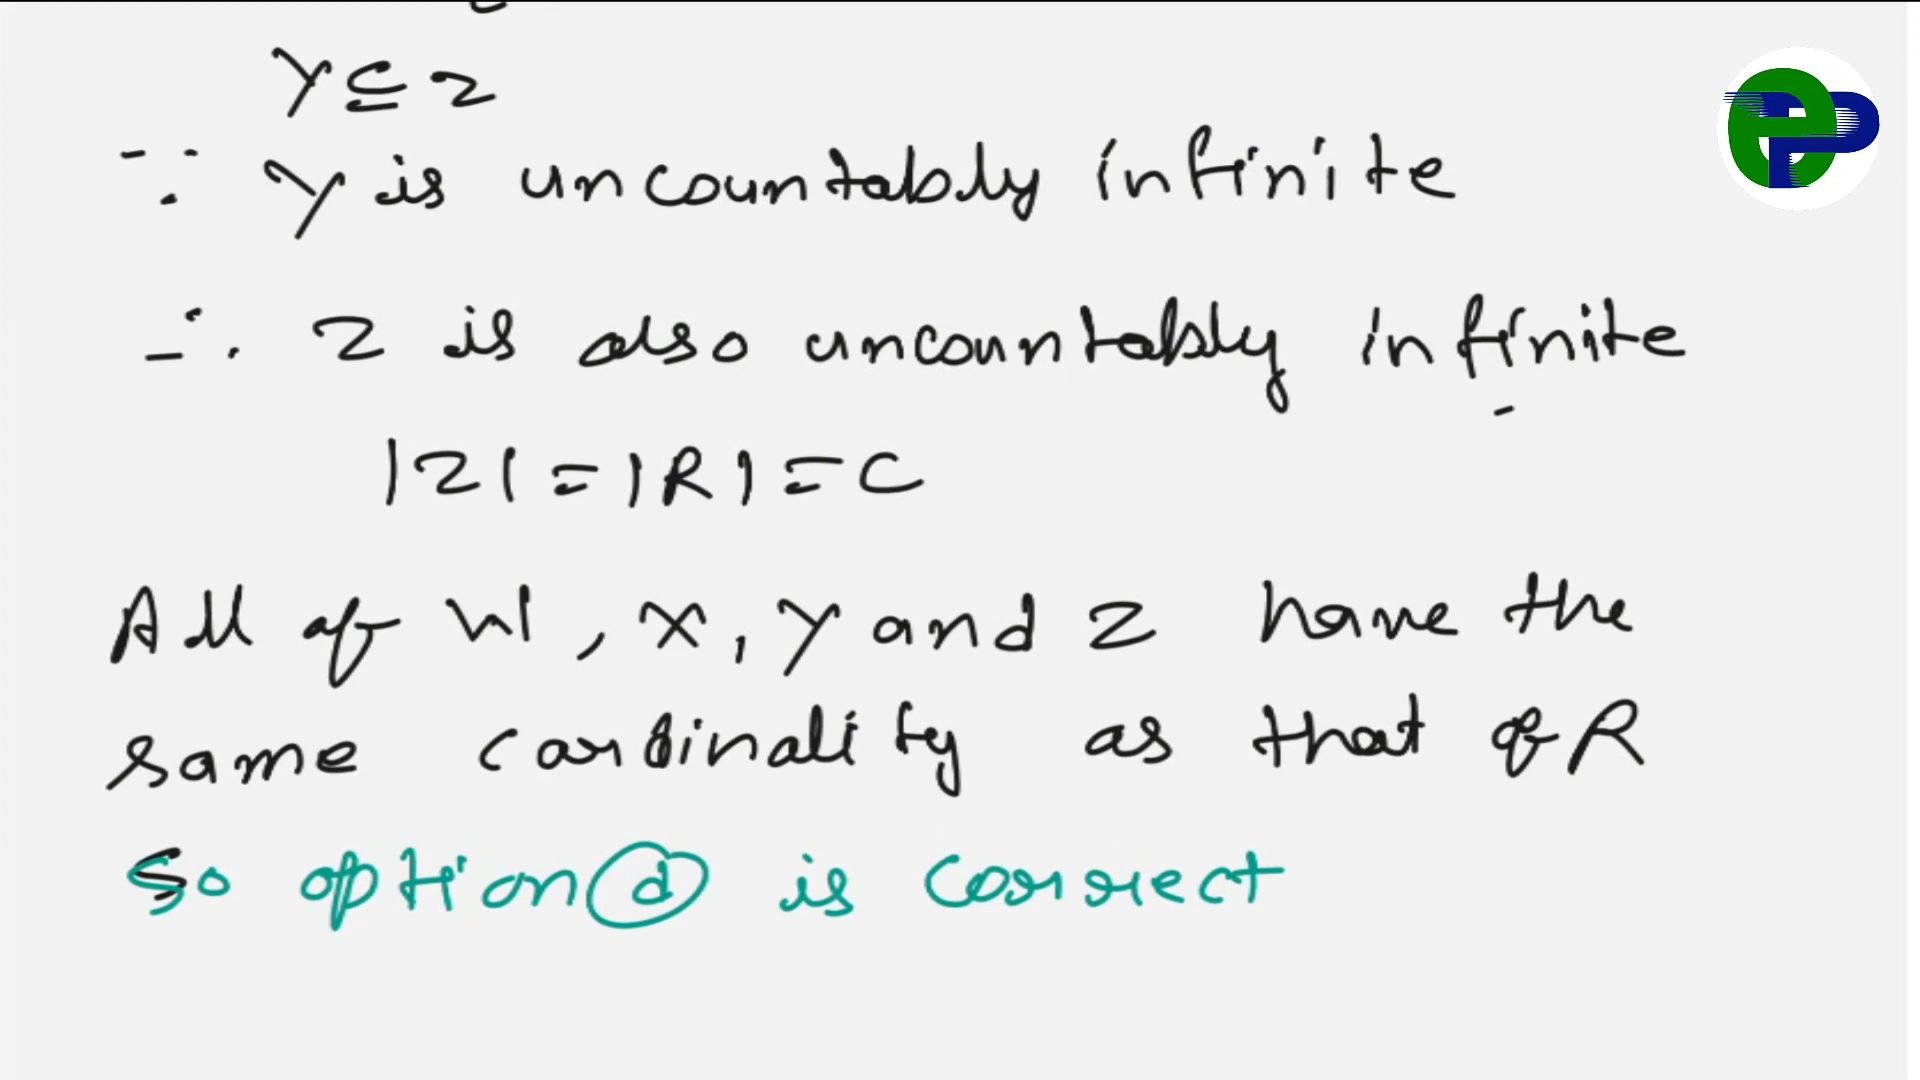 Y ⊆ Z
∵ Y is uncountably infinite
∴ Z is also uncountably infinite
|Z| = |R| = C
All of W, X, Y and Z have the
same cardinality as that of R
So option (d) is correct
eP